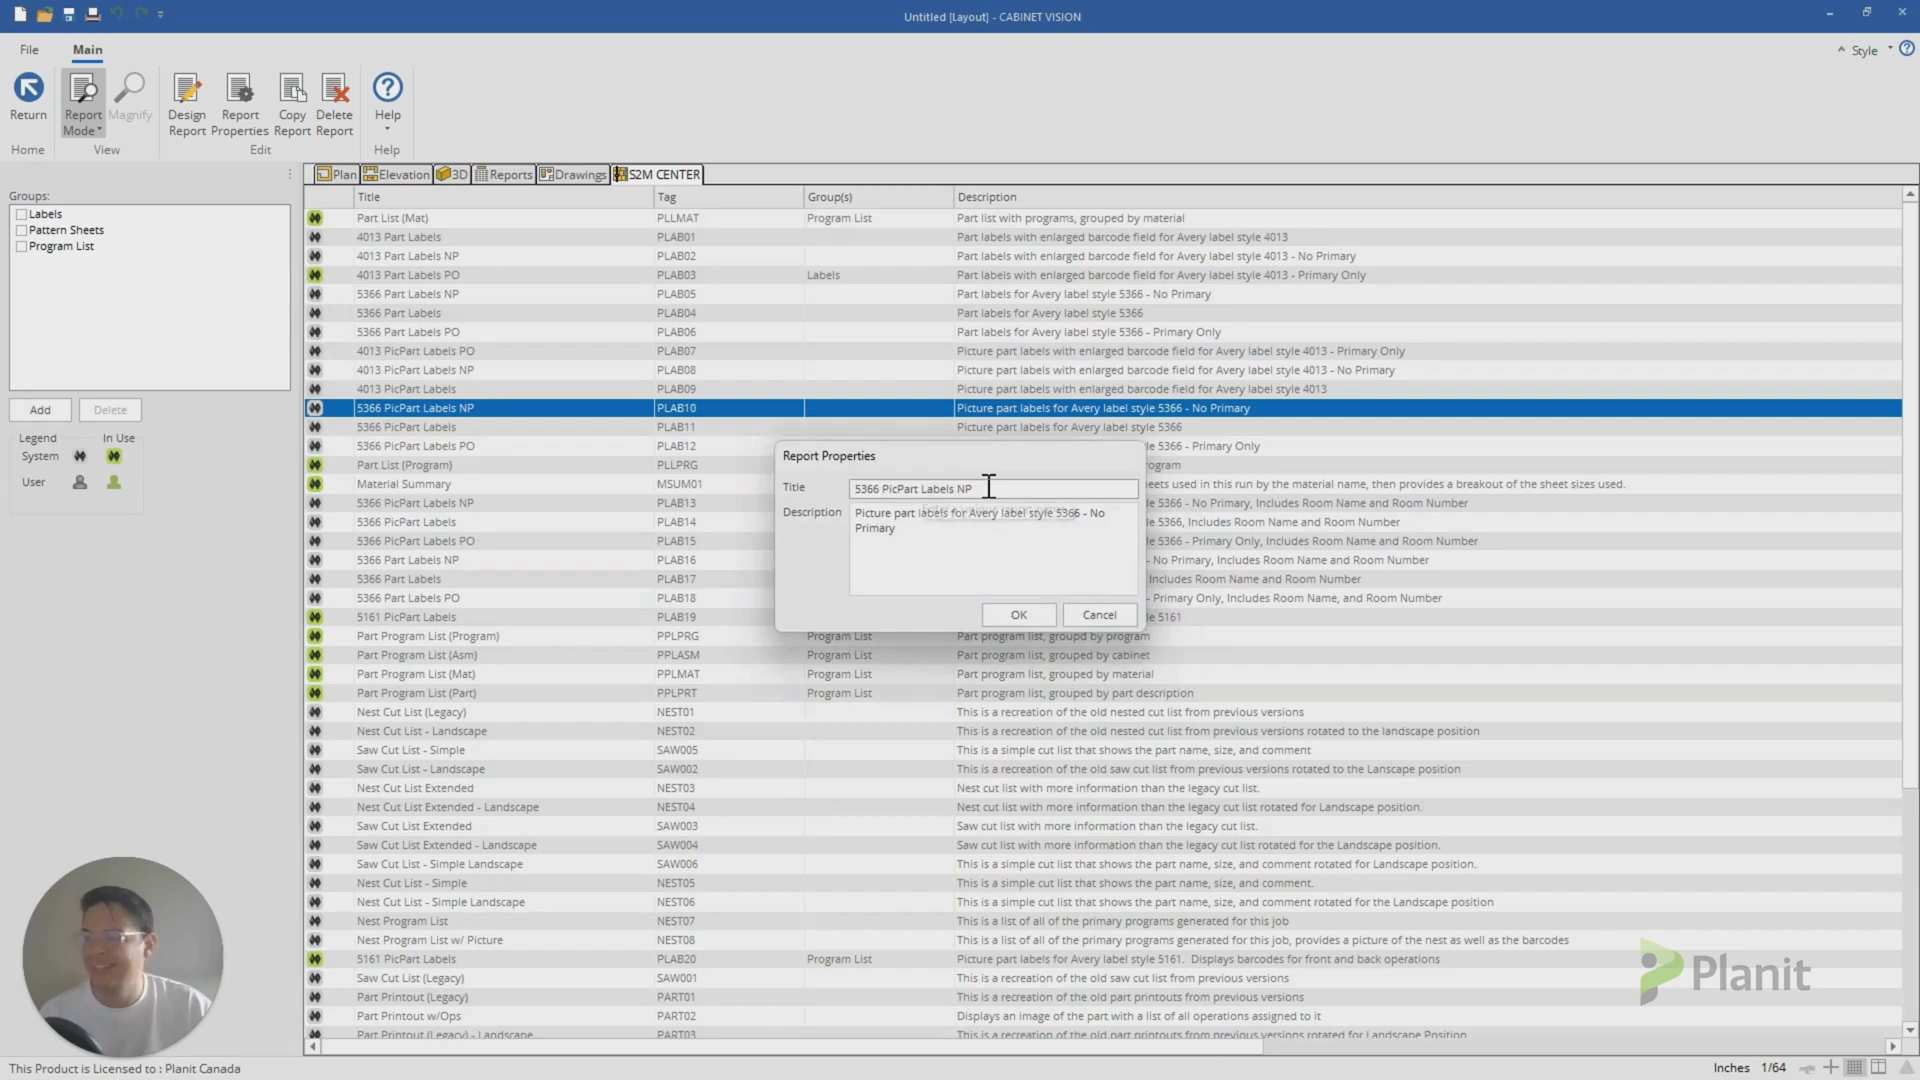 Untitled [Layout] - CABINET VISION
File
Main
Style
Return
Report Mode
Magnify
Design Report
Report Properties
Copy Report
Delete Report
Help
Home
View
Edit
Help
Groups:
Labels
Pattern Sheets
Program List
Add
Delete
Legend
In Use
System
User
Plan
Elevation
3D
Reports
Drawings
S2M CENTER
Title Tag Group(s) Description
Part List (Mat) PLLMAT Program List Part list with programs, grouped by material
4013 Part Labels PLAB01 Part labels with enlarged barcode field for Avery label style 4013
4013 Part Labels NP PLAB02 Part labels with enlarged barcode field for Avery label style 4013 - No Primary
4013 Part Labels PO PLAB03 Labels Part labels with enlarged barcode field for Avery label style 4013 - Primary Only
5366 Part Labels NP PLAB05 Part labels for Avery label style 5366 - No Primary
5366 Part Labels PLAB04 Part labels for Avery label style 5366
5366 Part Labels PO PLAB06 Part labels for Avery label style 5366 - Primary Only
4013 PicPart Labels PO PLAB07 Picture part labels with enlarged barcode field for Avery label style 4013 - Primary Only
4013 PicPart Labels NP PLAB08 Picture part labels with enlarged barcode field for Avery label style 4013 - No Primary
4013 PicPart Labels PLAB09 Picture part labels with enlarged barcode field for Avery label style 4013
5366 PicPart Labels NP PLAB10 Picture part labels for Avery label style 5366 - No Primary
5366 PicPart Labels PLAB11 Picture part labels for Avery label style 5366
5366 PicPart Labels PO PLAB12 le 5366 - Primary Only
Part List (Program) PLLPRG ogram
Material Summary MSUM01 eets used in this run by the material name, then provides a breakout of the sheet sizes used.
5366 PicPart Labels NP PLAB13 le 5366 - No Primary, Includes Room Name and Room Number
5366 PicPart Labels PLAB14 le 5366, Includes Room Name and Room Number
5366 PicPart Labels PO PLAB15 le 5366 - Primary Only, Includes Room Name and Room Number
5366 Part Labels NP PLAB16 - No Primary, Includes Room Name and Room Number
5366 Part Labels PLAB17 Includes Room Name and Room Number
5366 Part Labels PO PLAB18 - Primary Only, Includes Room Name, and Room Number
5161 PicPart Labels PLAB19 le 5161
Part Program List (Program) PPLPRG Program List Part program list, groupd by program
Part Program List (Asm) PPLASM Program List Part program list, grouped by cabinet
Part Program List (Mat) PPLMAT Program List Part program list, grouped by material
Part Program List (Part) PPLPRT Program List Part program list, grouped by part description
Nest Cut List (Legacy) NEST01 This is a recreation of the old nested cut list from previous versions
Nest Cut List - Landscape NEST02 This is a recreation of the old nested cut list from previous versions rotated to the landscape position
Saw Cut List - Simple SAW005 This is a simple cut list that shows the part name, size, and comment
Saw Cut List - Landscape SAW002 This is a recreation of the old saw cut list from previous versions rotated to the Lanscape position
Nest Cut List Extended NEST03 Nest cut list with more information than the legacy cut list.
Nest Cut List Extended - Landscape NEST04 Nest cut list with more information than the legacy cut list rotated for Landscape position.
Saw Cut List Extended SAW003 Saw cut list with more information than the legacy cut list.
Saw Cut List Extended - Landscape SAW004 Saw cut list with more information than the legacy cut list rotated for the Landscape position.
Saw Cut List - Simple Landscape SAW006 This is a simple cut list that shows the part name, size, and comment rotated for Landscape position.
Nest Cut List - Simple NEST05 This is a simple cut list that shows the part name, size, and comment.
Nest Cut List - Simple Landscape NEST06 This is a simple cut list that shows the part name, size, and comment rotated for the Landscape position
Nest Program List NEST07 This is a list of all of the primary programs generated for this job
Nest Program List w/ Picture NEST08 This is a list of all of the primary programs generated for this job, provides a picture of the nest as well as the barcodes
5161 PicPart Labels PLAB20 Program List Picture part labels for Avery label style 5161. Displays barcodes for front and back operations
Saw Cut List (Legacy) SAW001 This is a recreation of the old saw cut list from previous versions
Part Printout (Legacy) PART01 This is a recreation of the old part printouts from previous versions
Part Printout w/Ops PART02 Displays an image of the part with a list of all operations assigned to it
Part Printout (Legacy) - Landscape PART03 This is a recreation of the old part printouts from previous versions rotated for Landscape Position
Report Properties
Title 5366 PicPart Labels NP
Description Picture part labels for Avery label style 5366 - No
Primary
OK Cancel
Planit
This Product is Licensed to : Planit Canada
Inches 1/64